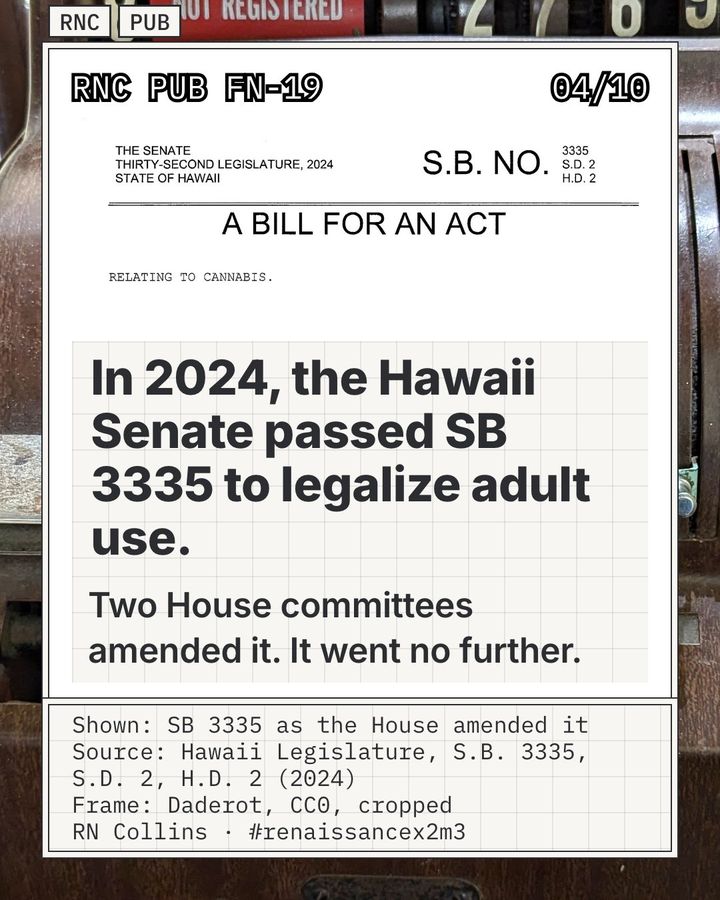 RNC PUB
NOT REGISTERED
RNC PUB FN-19 04/10
THE SENATE
THIRTY-SECOND LEGISLATURE, 2024
STATE OF HAWAII
S.B. NO. 3335
S.D. 2
H.D. 2
A BILL FOR AN ACT
RELATING TO CANNABIS.
In 2024, the Hawaii
Senate passed SB
3335 to legalize adult
use.
Two House committees
amended it. It went no further.
Shown: SB 3335 as the House amended it
Source: Hawaii Legislature, S.B. 3335,
S.D. 2, H.D. 2 (2024)
Frame: Daderot, CC0, cropped
RN Collins · #renaissancex2m3